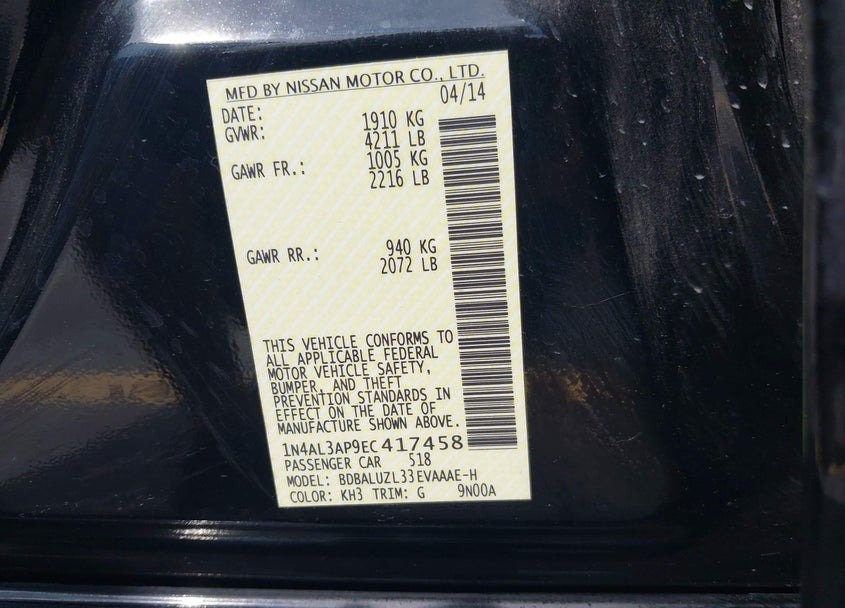 MFD BY NISSAN MOTOR CO., LTD.
DATE: 04/14
GVWR: 1910 KG
4211 LB
GAWR FR.: 1005 KG
2216 LB
GAWR RR.: 940 KG
2072 LB
THIS VEHICLE CONFORMS TO
ALL APPLICABLE FEDERAL
MOTOR VEHICLE SAFETY,
BUMPER, AND THEFT
PREVENTION STANDARDS IN
EFFECT ON THE DATE OF
MANUFACTURE SHOWN ABOVE.
1N4AL3AP9EC417458
PASSENGER CAR 518
MODEL: BDBALUZL33EVAAAE-H
COLOR: KH3 TRIM: G 9N00A